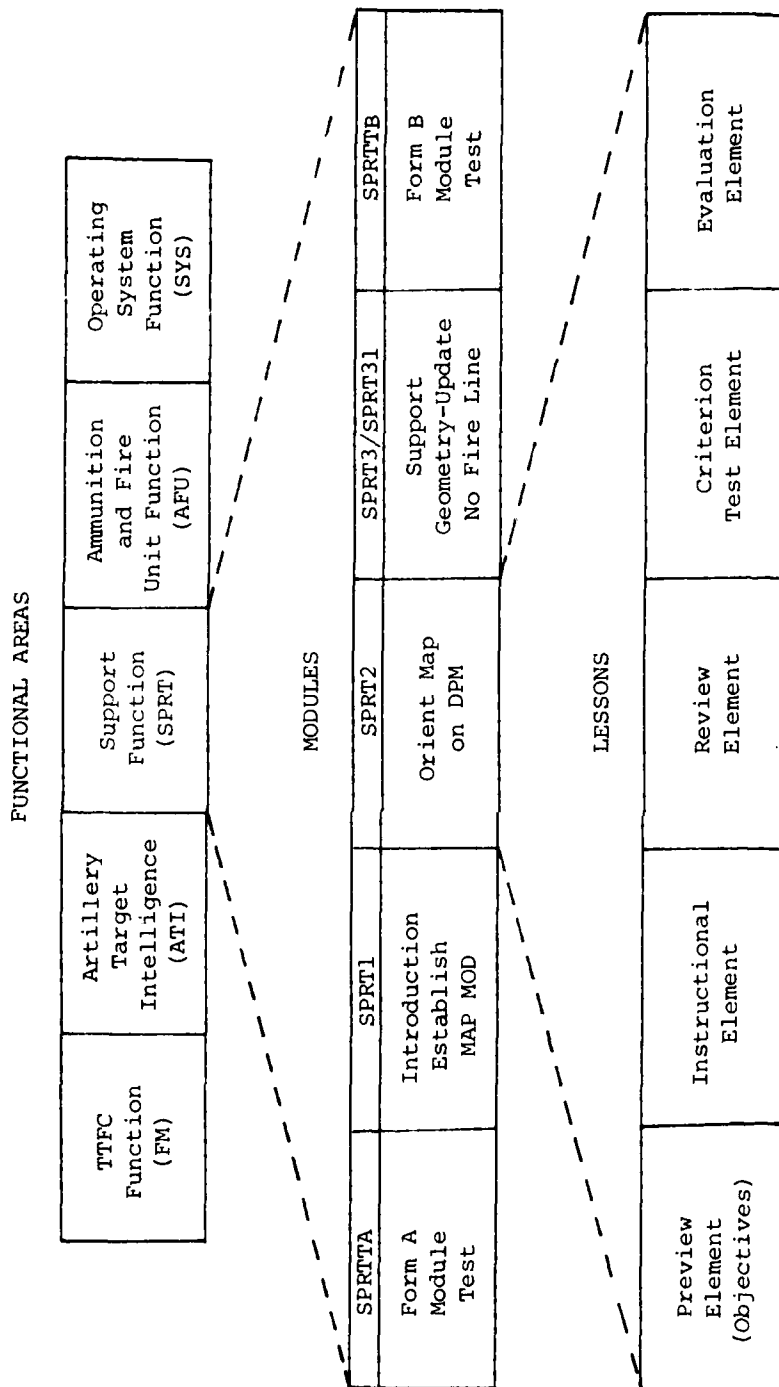 FUNCTIONAL AREAS
TTFC
Function
(FM)
Artillery
Target
Intelligence
(ATI)
Support
Function
(SPRT)
Ammunition
and Fire
Unit Function
(AFU)
Operating
System
Function
(SYS)
MODULES
SPRTTA
Form A
Module
Test
SPRT1
Introduction
Establish
MAP MOD
SPRT2
Orient Map
on DPM
SPRT3/SPRT31
Support
Geometry-Update
No Fire Line
SPRTTB
Form B
Module
Test
LESSONS
Preview
Element
(Objectives)
Instructional
Element
Review
Element
Criterion
Test Element
Evaluation
Element